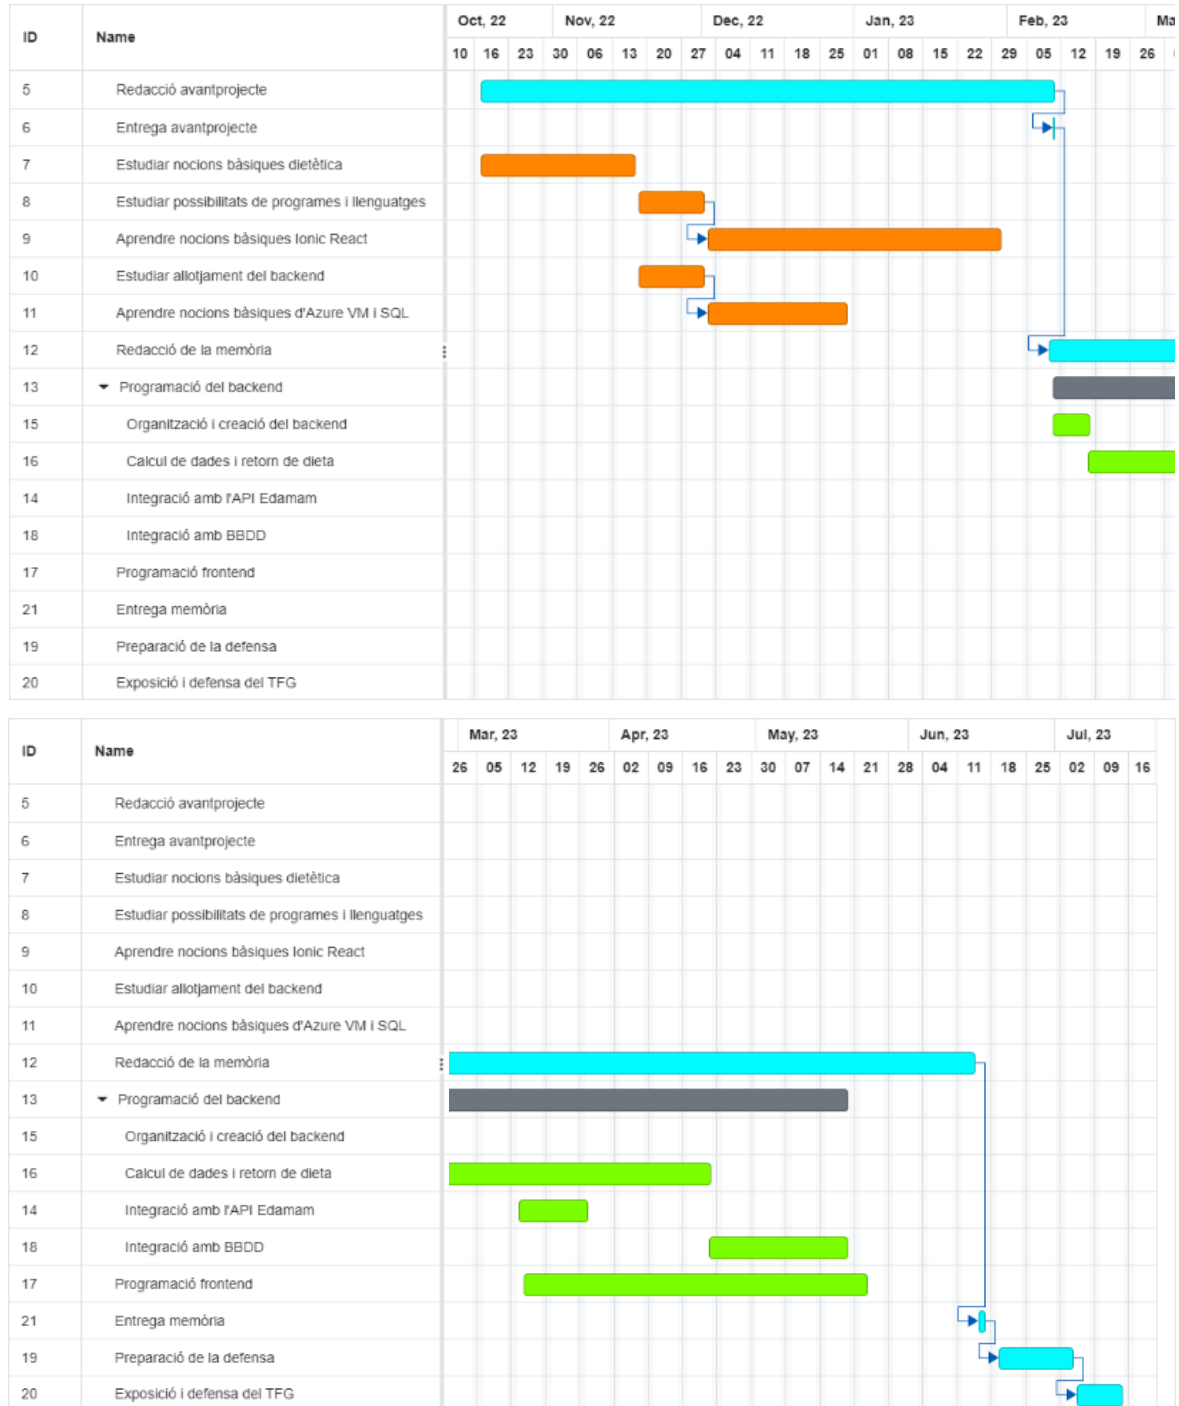 ID Name Oct, 22 Nov, 22 Dec, 22 Jan, 23 Feb, 23 Ma
10 16 23 30 06 13 20 27 04 11 18 25 01 08 15 22 29 05 12 19 26
5 Redacció avantprojecte
6 Entrega avantprojecte
7 Estudiar nocions bàsiques dietètica
8 Estudiar possibilitats de programes i llenguatges
9 Aprendre nocions bàsiques Ionic React
10 Estudiar allotjament del backend
11 Aprendre nocions bàsiques d'Azure VM i SQL
12 Redacció de la memòria
13 Programació del backend
15 Organització i creació del backend
16 Calcul de dades i retorn de dieta
14 Integració amb l'API Edamam
18 Integració amb BBDD
17 Programació frontend
21 Entrega memòria
19 Preparació de la defensa
20 Exposició i defensa del TFG
ID Name Mar, 23 Apr, 23 May, 23 Jun, 23 Jul, 23
26 05 12 19 26 02 09 16 23 30 07 14 21 28 04 11 18 25 02 09 16
5 Redacció avantprojecte
6 Entrega avantprojecte
7 Estudiar nocions bàsiques dietètica
8 Estudiar possibilitats de programes i llenguatges
9 Aprendre nocions bàsiques Ionic React
10 Estudiar allotjament del backend
11 Aprendre nocions bàsiques d'Azure VM i SQL
12 Redacció de la memòria
13 Programació del backend
15 Organització i creació del backend
16 Calcul de dades i retorn de dieta
14 Integració amb l'API Edamam
18 Integració amb BBDD
17 Programació frontend
21 Entrega memòria
19 Preparació de la defensa
20 Exposició i defensa del TFG